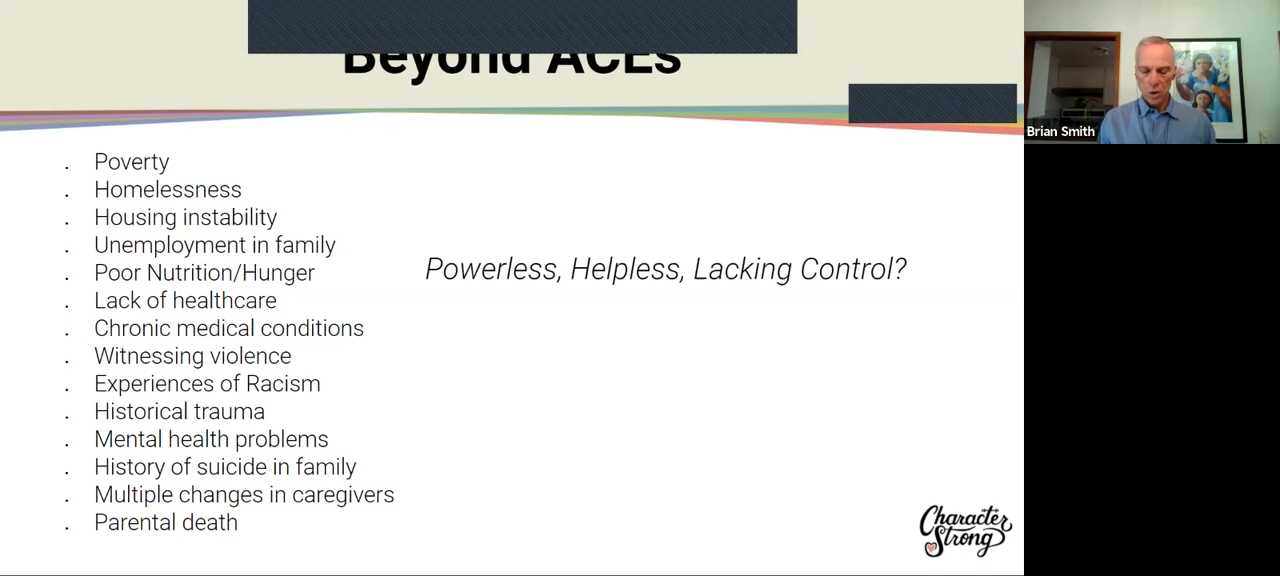 Beyond ACEs
Brian Smith
. Poverty
. Homelessness
. Housing instability
. Unemployment in family
. Poor Nutrition/Hunger
. Lack of healthcare
. Chronic medical conditions
. Witnessing violence
. Experiences of Racism
. Historical trauma
. Mental health problems
. History of suicide in family
. Multiple changes in caregivers
. Parental death
Powerless, Helpless, Lacking Control?
Character
Strong